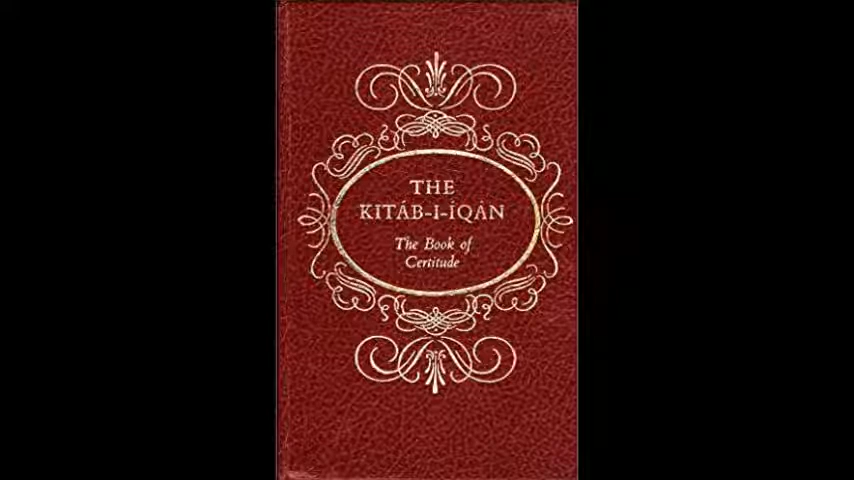 THE
KITÁB-I-ÍQÁN
The Book of
Certitude